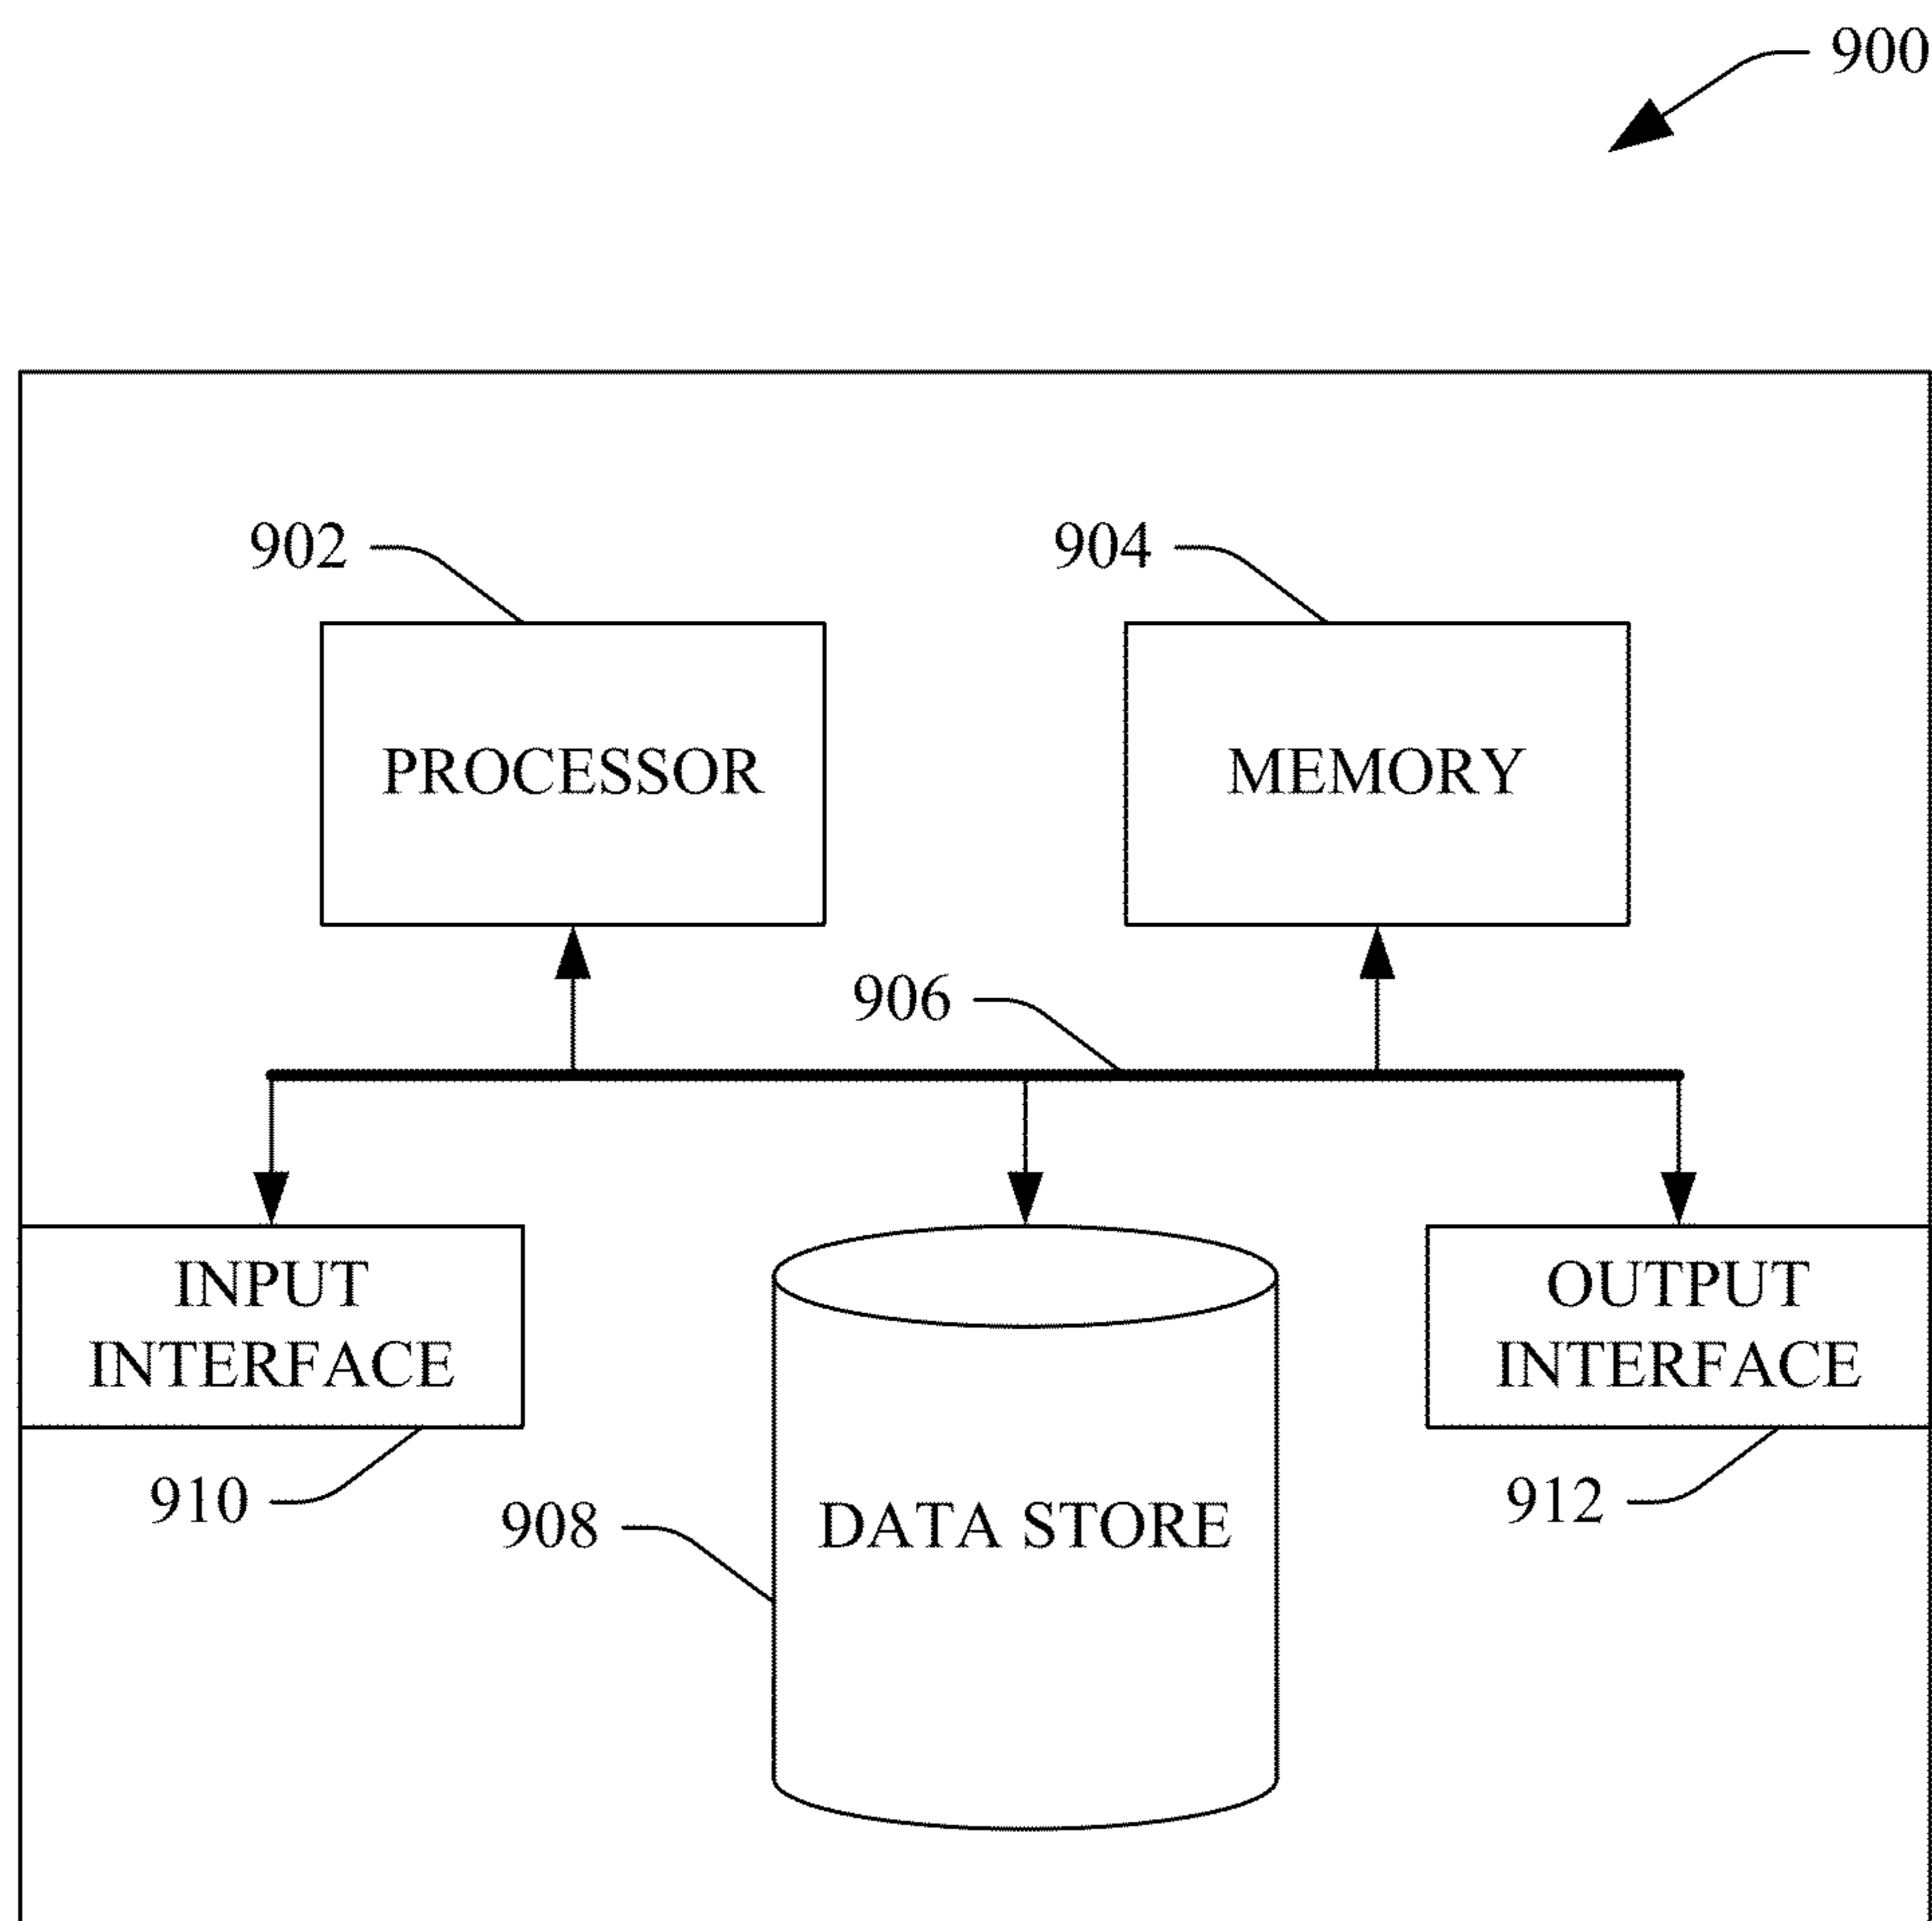 900
902
904
PROCESSOR
MEMORY
906
INPUT
INTERFACE
OUTPUT
INTERFACE
910
908
DATA STORE
912